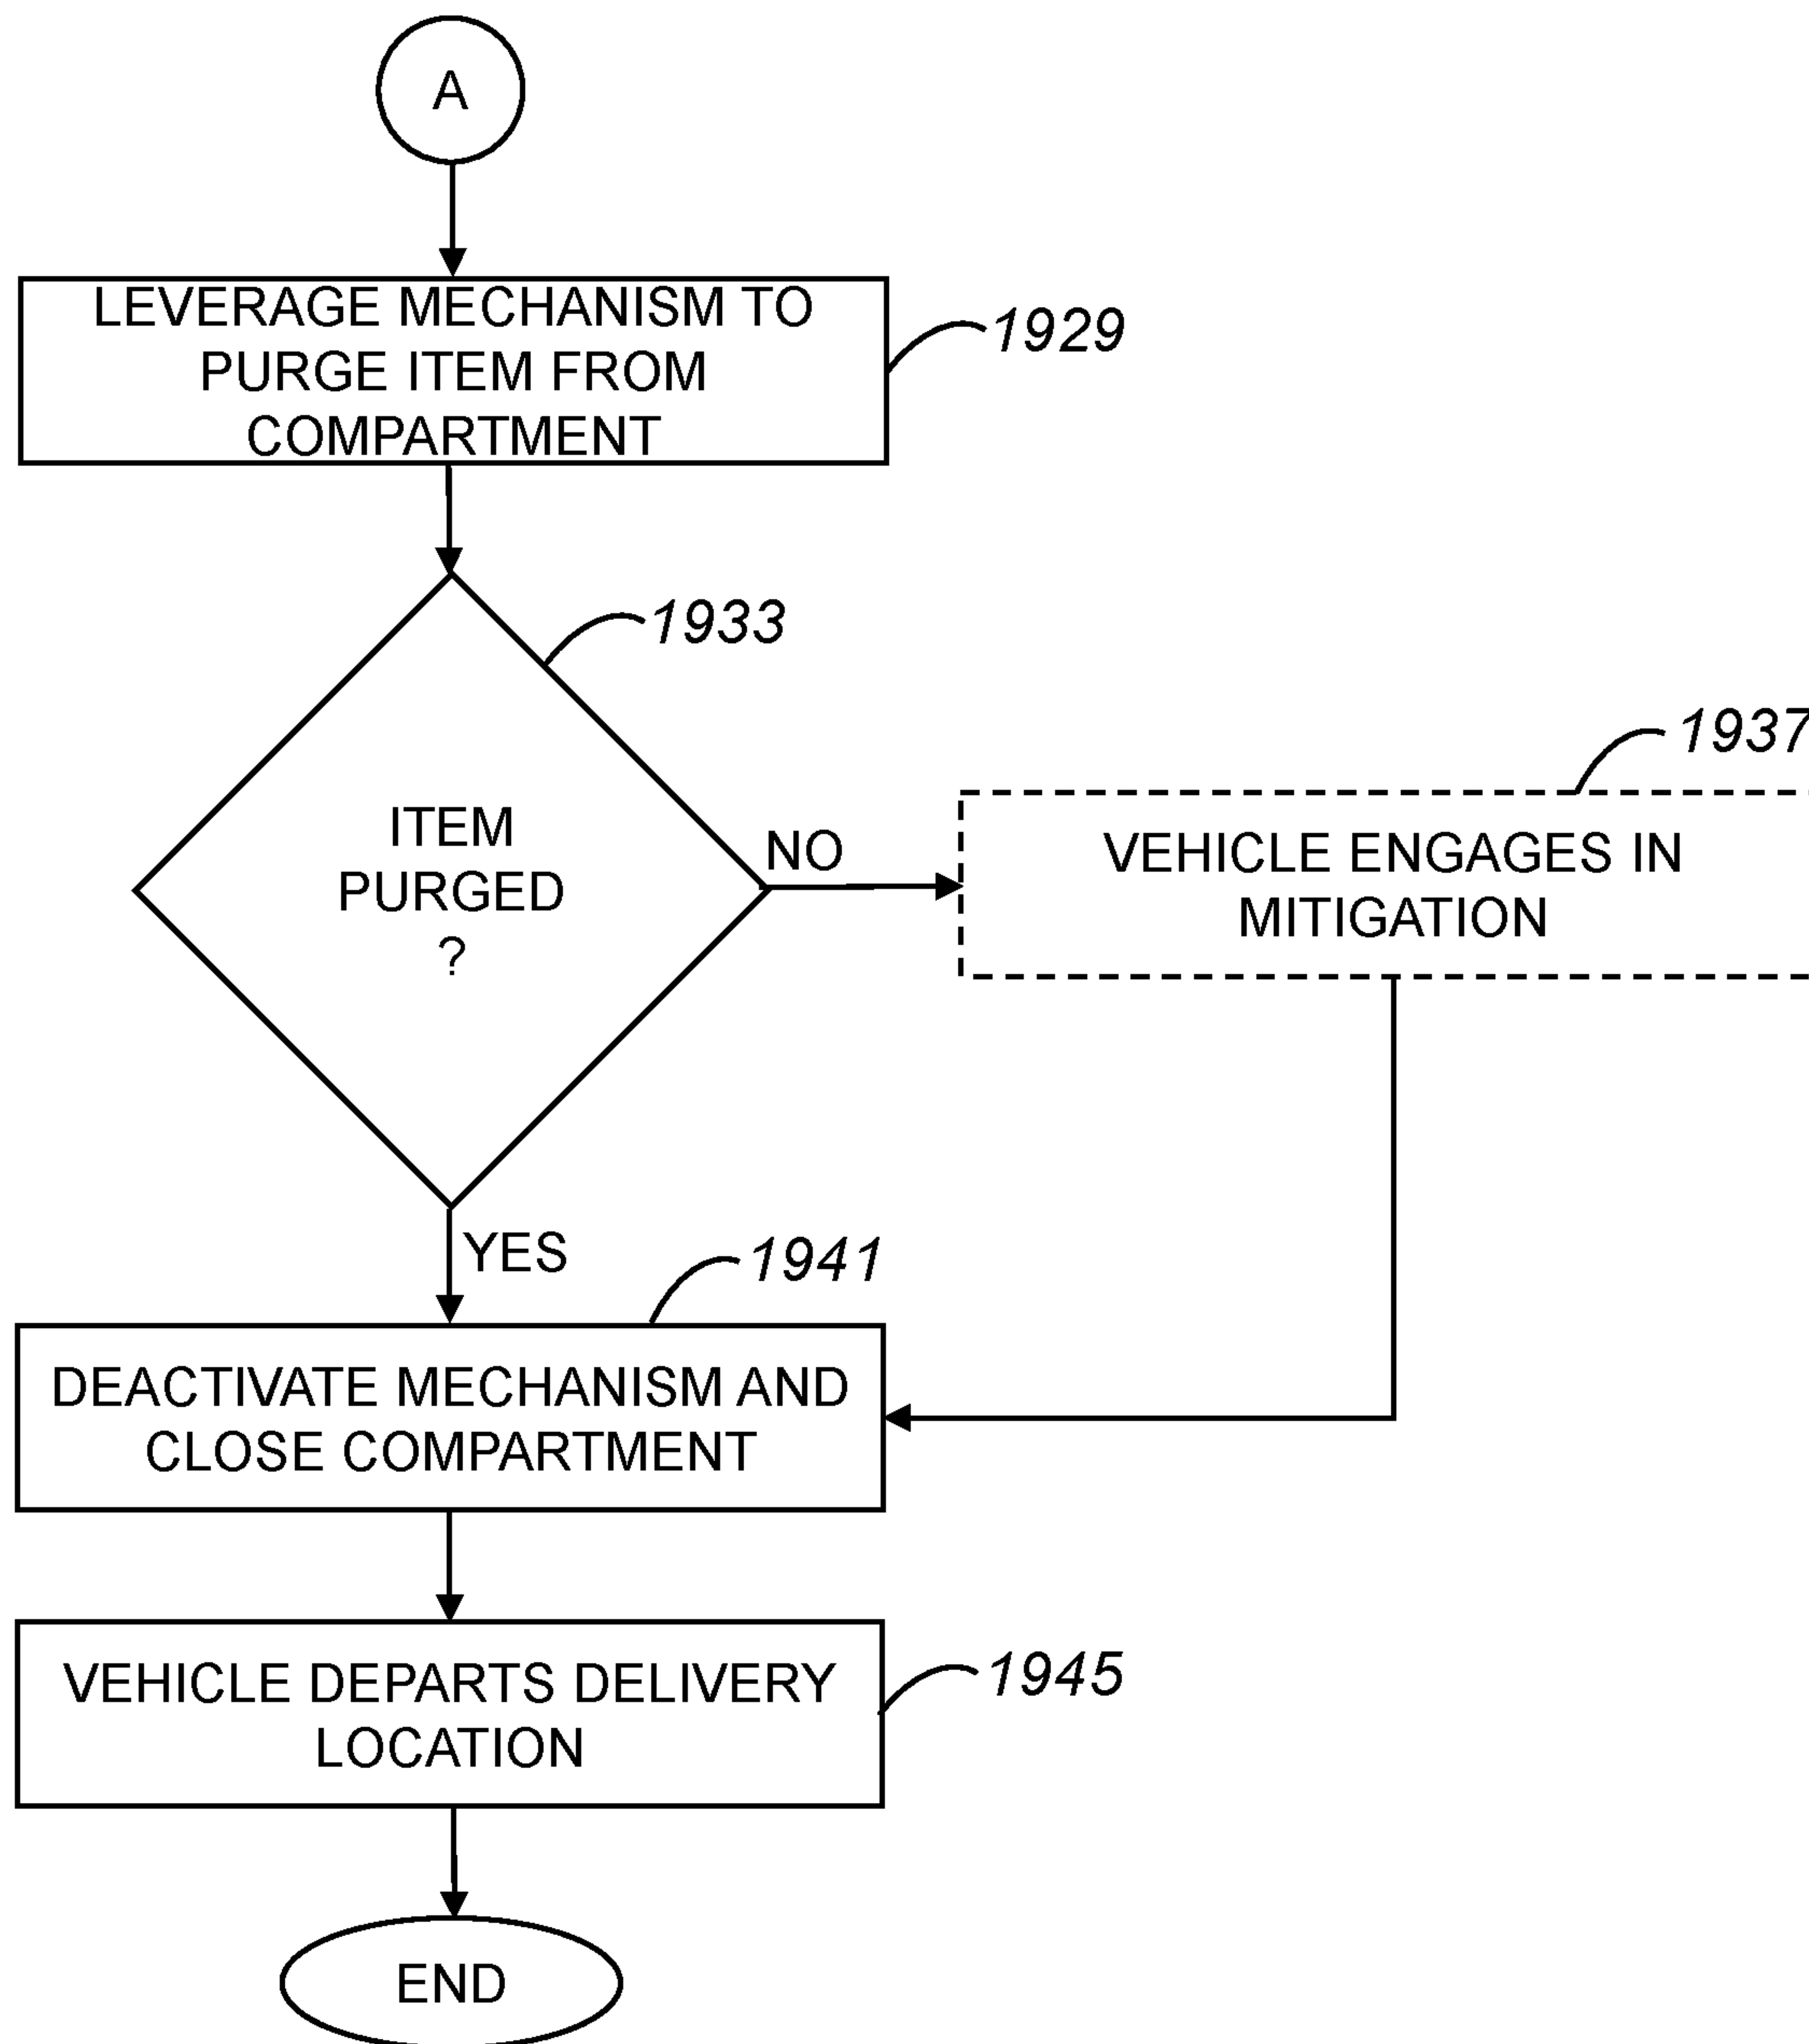 A
LEVERAGE MECHANISM TO
PURGE ITEM FROM
COMPARTMENT
1929
1933
ITEM
PURGED
?
NO
1937
VEHICLE ENGAGES IN
MITIGATION
YES
1941
DEACTIVATE MECHANISM AND
CLOSE COMPARTMENT
VEHICLE DEPARTS DELIVERY
LOCATION
1945
END